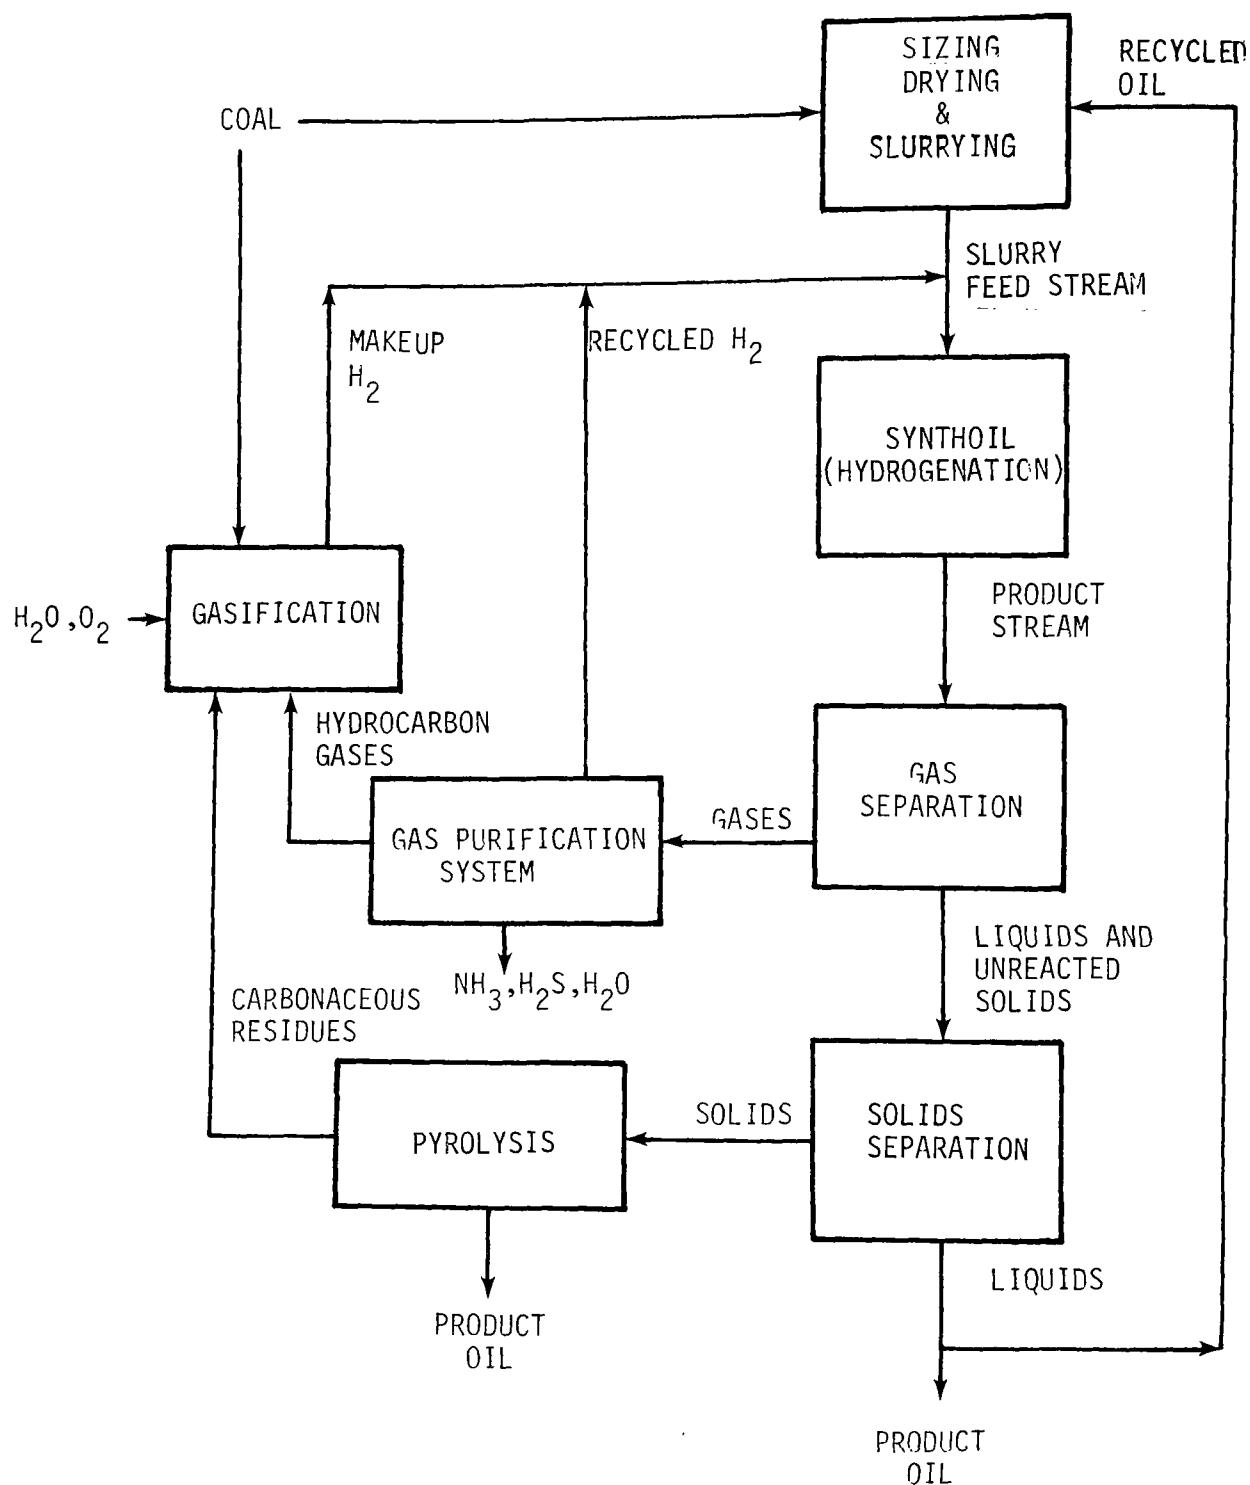 SIZING
DRYING
&
SLURRYING
RECYCLED
OIL
COAL
SLURRY
FEED STREAM
MAKEUP
H2
RECYCLED H2
SYNTHOIL
(HYDROGENATION)
H2O,O2
GASIFICATION
PRODUCT
STREAM
HYDROCARBON
GASES
GAS
SEPARATION
GASES
GAS PURIFICATION
SYSTEM
LIQUIDS AND
UNREACTED
SOLIDS
NH3,H2S,H2O
CARBONACEOUS
RESIDUES
SOLIDS
SOLIDS
SEPARATION
PYROLYSIS
LIQUIDS
PRODUCT
OIL
PRODUCT
OIL